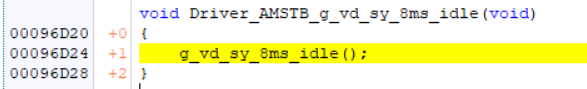 void Driver_AMSTB_g_vd_sy_8ms_idle(void)
00096D20 +0 {
00096D24 +1 g_vd_sy_8ms_idle();
00096D28 +2 }